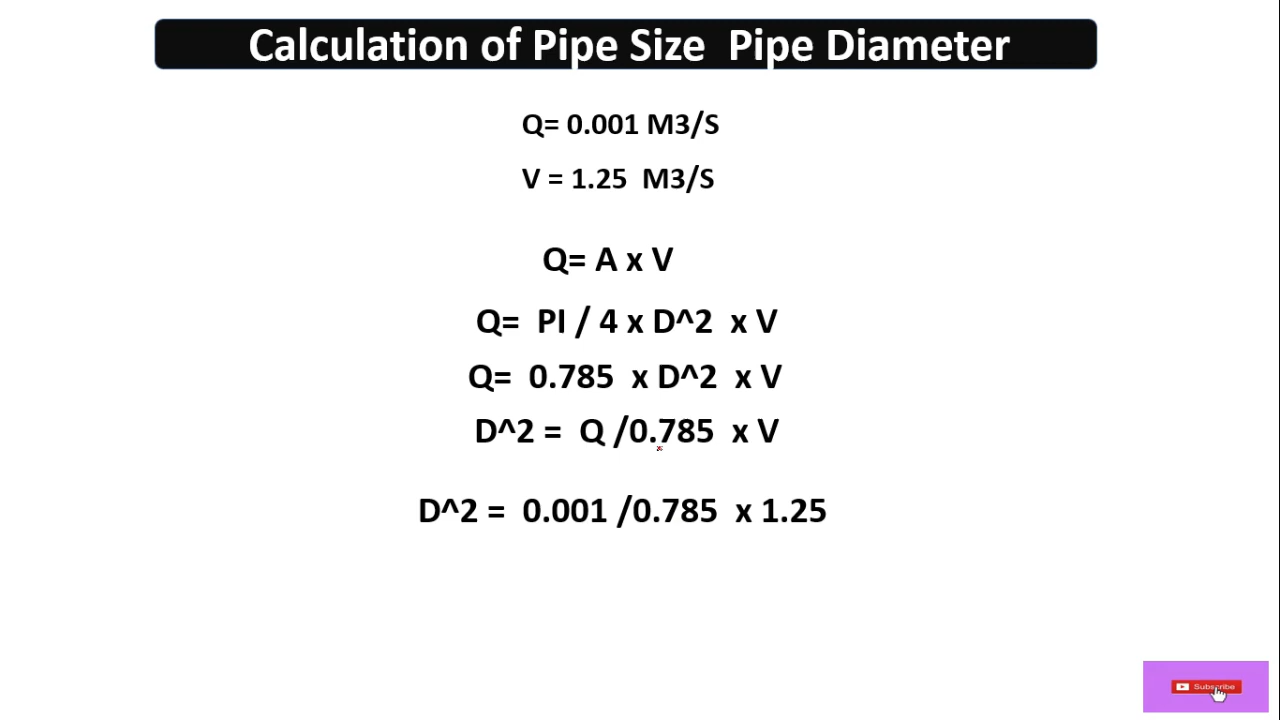 Calculation of Pipe Size  Pipe Diameter
Q= 0.001 M3/S
V = 1.25  M3/S
Q= A x V
Q=  PI / 4 x D^2  x V
Q=  0.785  x D^2  x V
D^2 =  Q /0.785  x V
D^2 =  0.001 /0.785  x 1.25
Subscribe